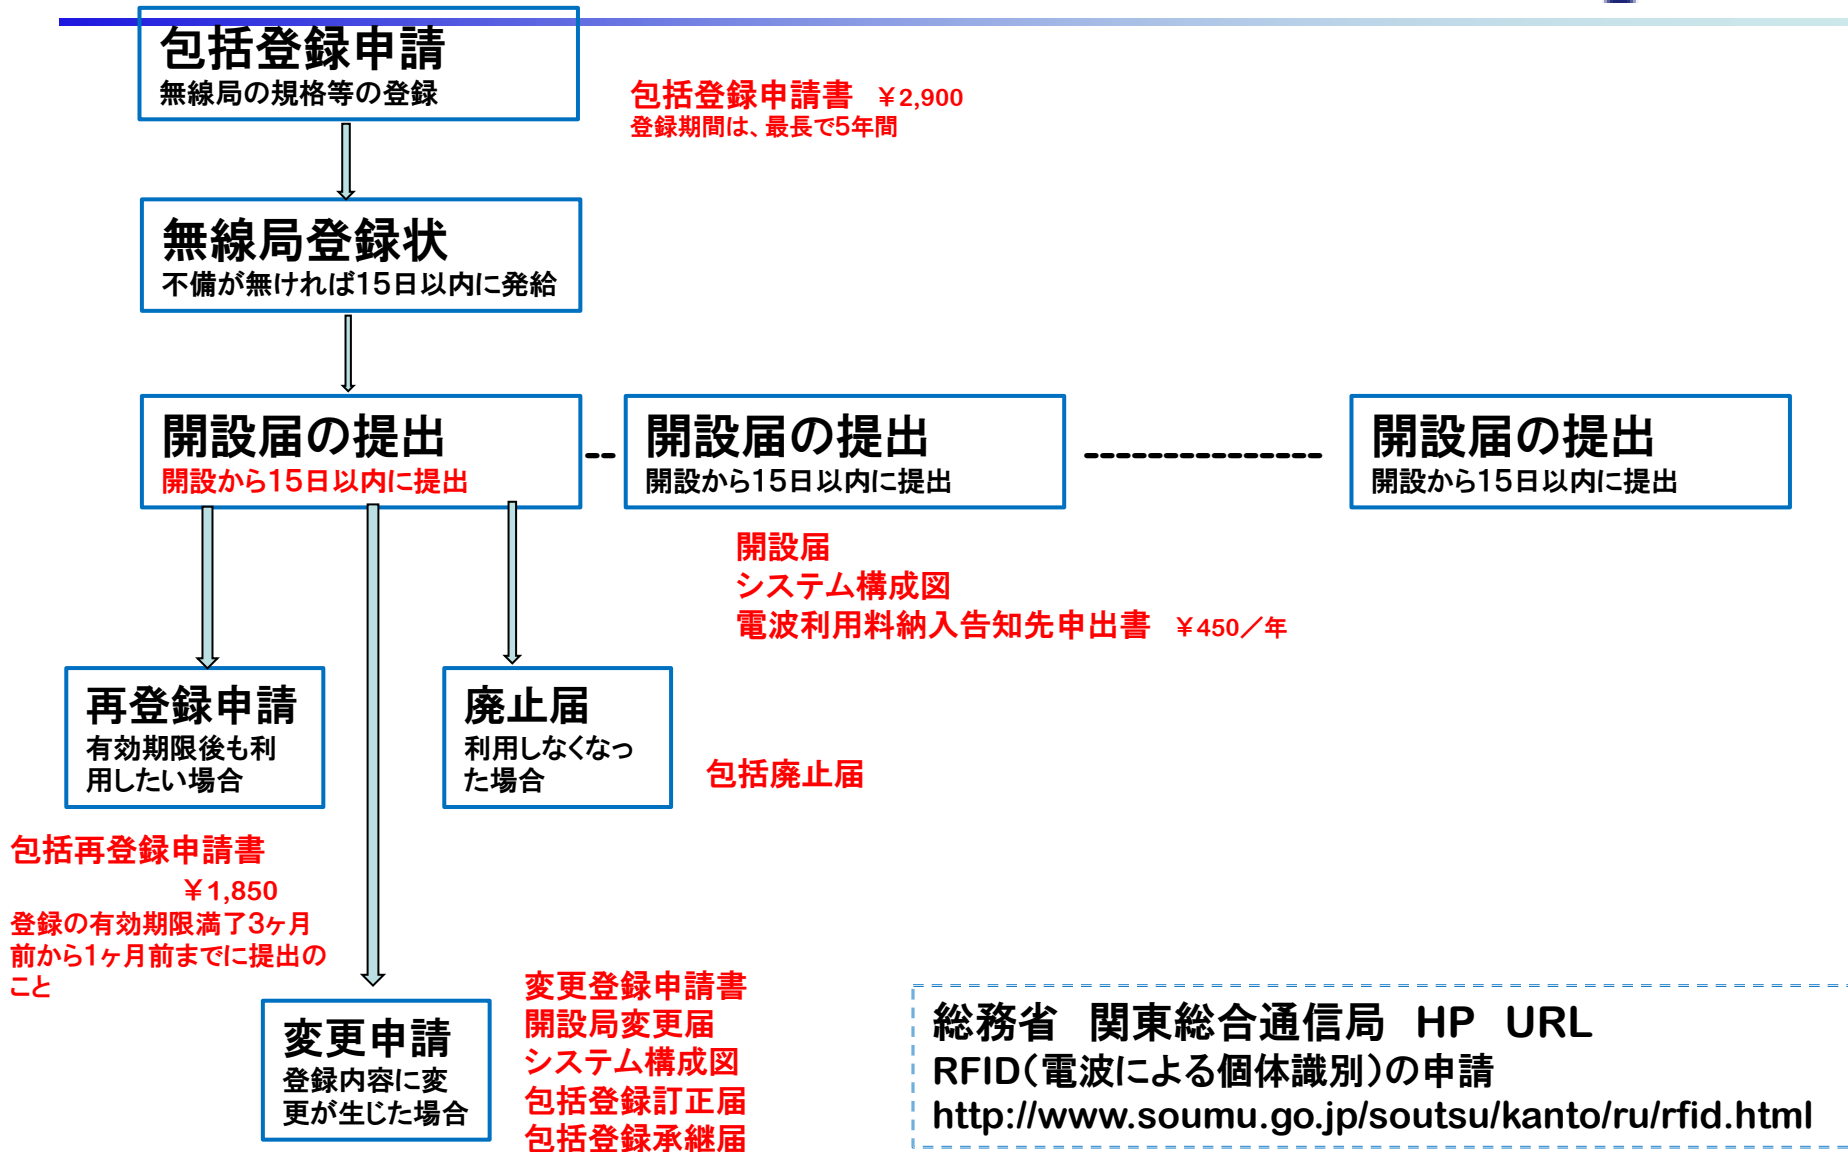 包括登録申請
無線局の規格等の登録
包括登録申請書　￥2,900
登録期間は、最長で5年間
無線局登録状
不備が無ければ15日以内に発給
開設届の提出
開設から15日以内に提出
開設届の提出
開設から15日以内に提出
開設届の提出
開設から15日以内に提出
開設届
システム構成図
電波利用料納入告知先申出書　￥450／年
再登録申請
有効期限後も利
用したい場合
廃止届
利用しなくなっ
た場合
包括廃止届
包括再登録申請書
￥1,850
登録の有効期限満了3ヶ月
前から1ヶ月前までに提出の
こと
変更申請
登録内容に変
更が生じた場合
変更登録申請書
開設局変更届
システム構成図
包括登録訂正届
包括登録承継届
総務省　関東総合通信局　HP　URL
RFID（電波による個体識別）の申請
http://www.soumu.go.jp/soutsu/kanto/ru/rfid.html